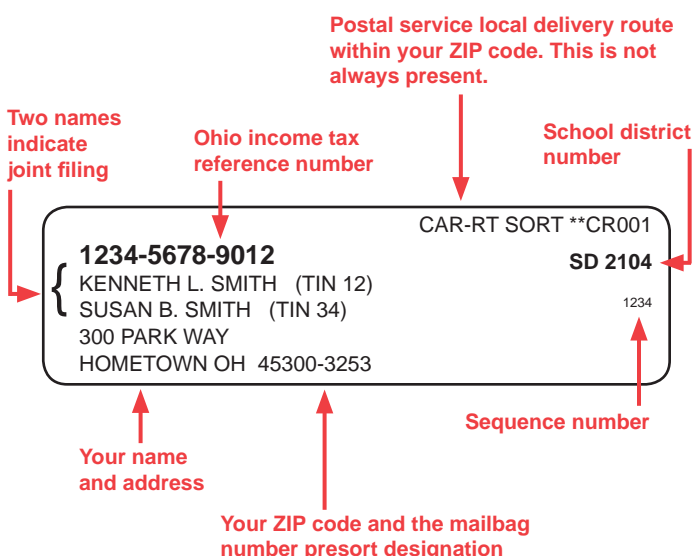 Postal service local delivery route
within your ZIP code. This is not
always present.
Two names
indicate
joint filing
Ohio income tax
reference number
School district
number
CAR-RT SORT **CR001
1234-5678-9012
SD 2104
{
KENNETH L. SMITH (TIN 12)
SUSAN B. SMITH (TIN 34)
1234
300 PARK WAY
HOMETOWN OH 45300-3253
Sequence number
Your name
and address
Your ZIP code and the mailbag
number presort designation